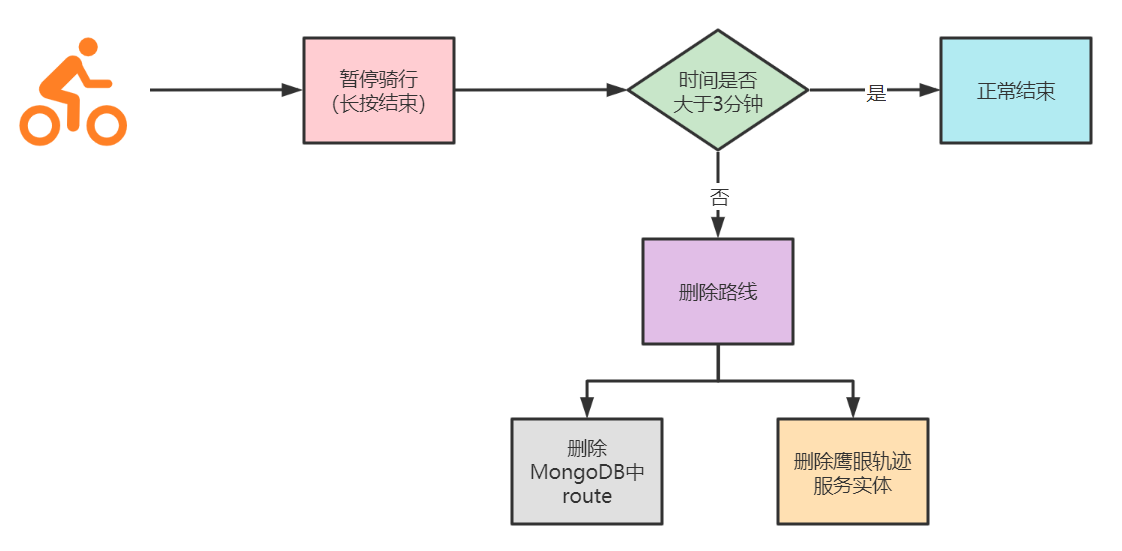 暂停骑行
（长按结束）
时间是否
大于3分钟
是
正常结束
否
删除路线
删除
MongoDB中
route
删除鹰眼轨迹
服务实体